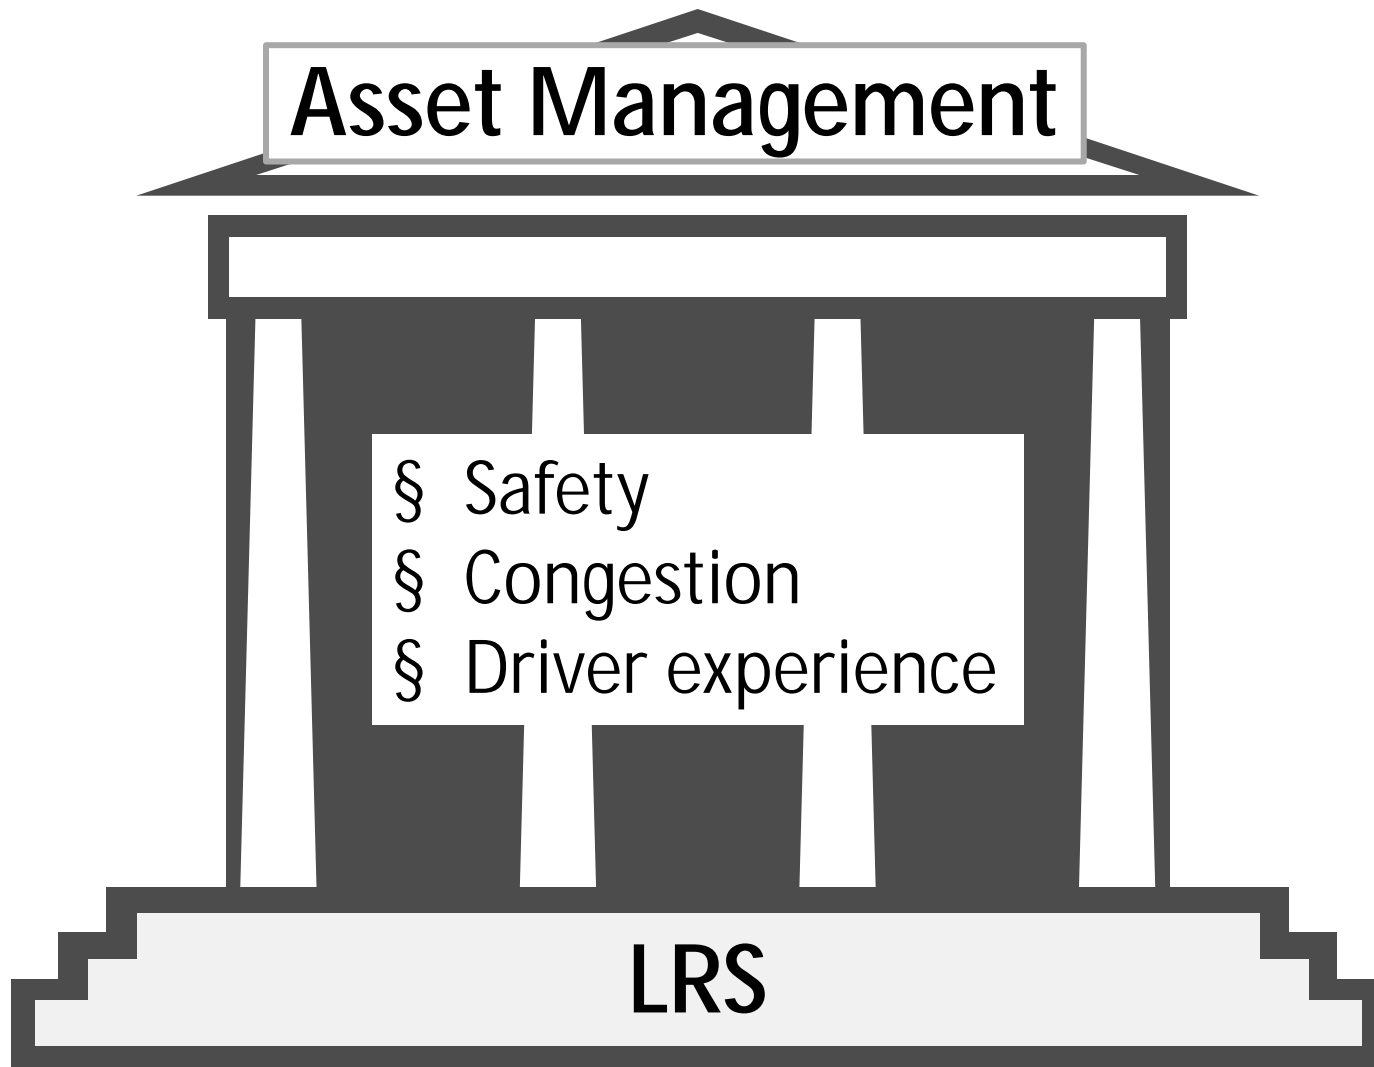 Asset Management
§ Safety
§ Congestion
§ Driver experience
LRS